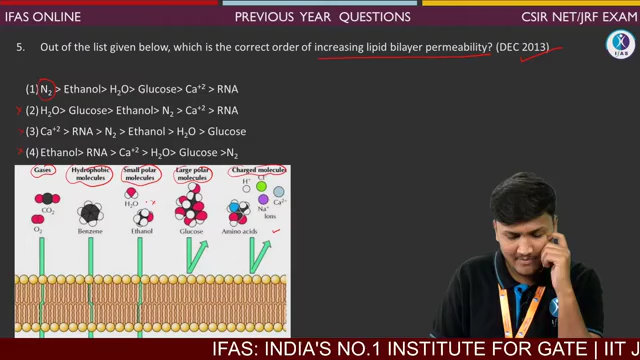 IFAS ONLINE PREVIOUS YEAR QUESTIONS CSIR NET/JRF EXAM
5. Out of the list given below, which is the correct order of increasing lipid bilayer permeability? (DEC 2013)
IFAS
(1) N2 > Ethanol> H2O> Glucose> Ca+2 > RNA
(2) H2O> Glucose> Ethanol> N2 > Ca+2 > RNA
(3) Ca+2 > RNA > N2 > Ethanol > H2O > Glucose
(4) Ethanol> RNA > Ca+2 > H2O > Glucose >N2
Gases Hydrophobic molecules Small polar molecules Large polar molecules Charged molecules
H+ Cl-
CO2 H2O Na+ Ca2+
Ions
O2 Benzene Ethanol Glucose Amino acids
IFAS: INDIA'S NO.1 INSTITUTE FOR GATE | IIT J